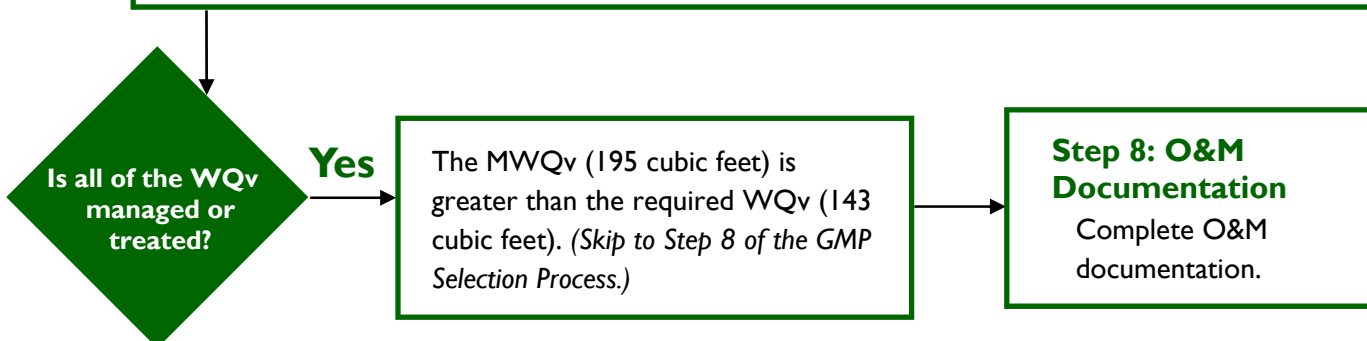 Is all of the WQv
managed or
treated?
Yes
The MWQv (195 cubic feet) is
greater than the required WQv (143
cubic feet). (Skip to Step 8 of the GMP
Selection Process.)
Step 8: O&M
Documentation
Complete O&M
documentation.